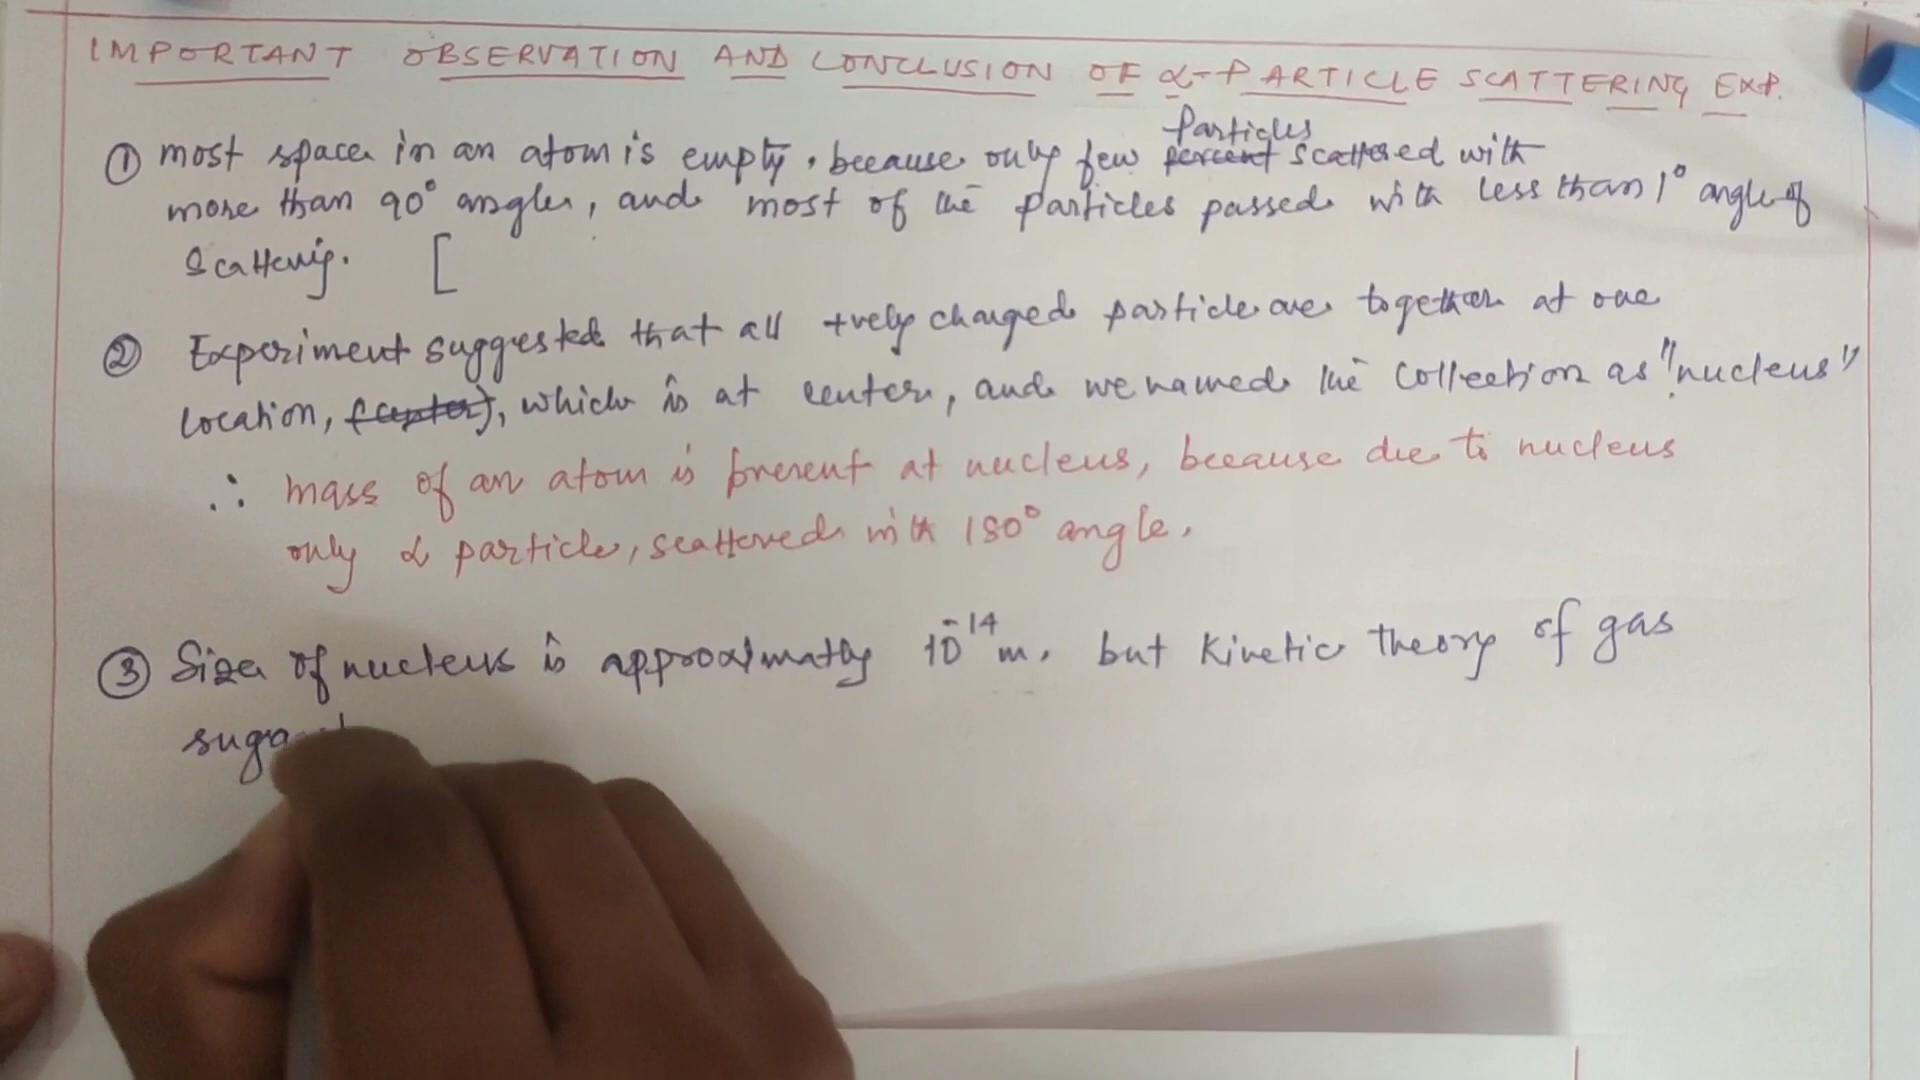 IMPORTANT OBSERVATION AND CONCLUSION OF α-PARTICLE SCATTERING EXP.
① most space in an atom is empty, because only few particles scattered with
more than 90° angles, and most of the particles passed with less than 1° angle of
scattering. [
② Experiment suggested that all +vely charged particle are together at one
location, (center), which is at center, and we named the collection as "nucleus"
∴ mass of an atom is present at nucleus, because due to nucleus
only α particle, scattered with 180° angle.
③ Size of nucleus is approximatly 10⁻¹⁴ m. but kinetic theory of gas